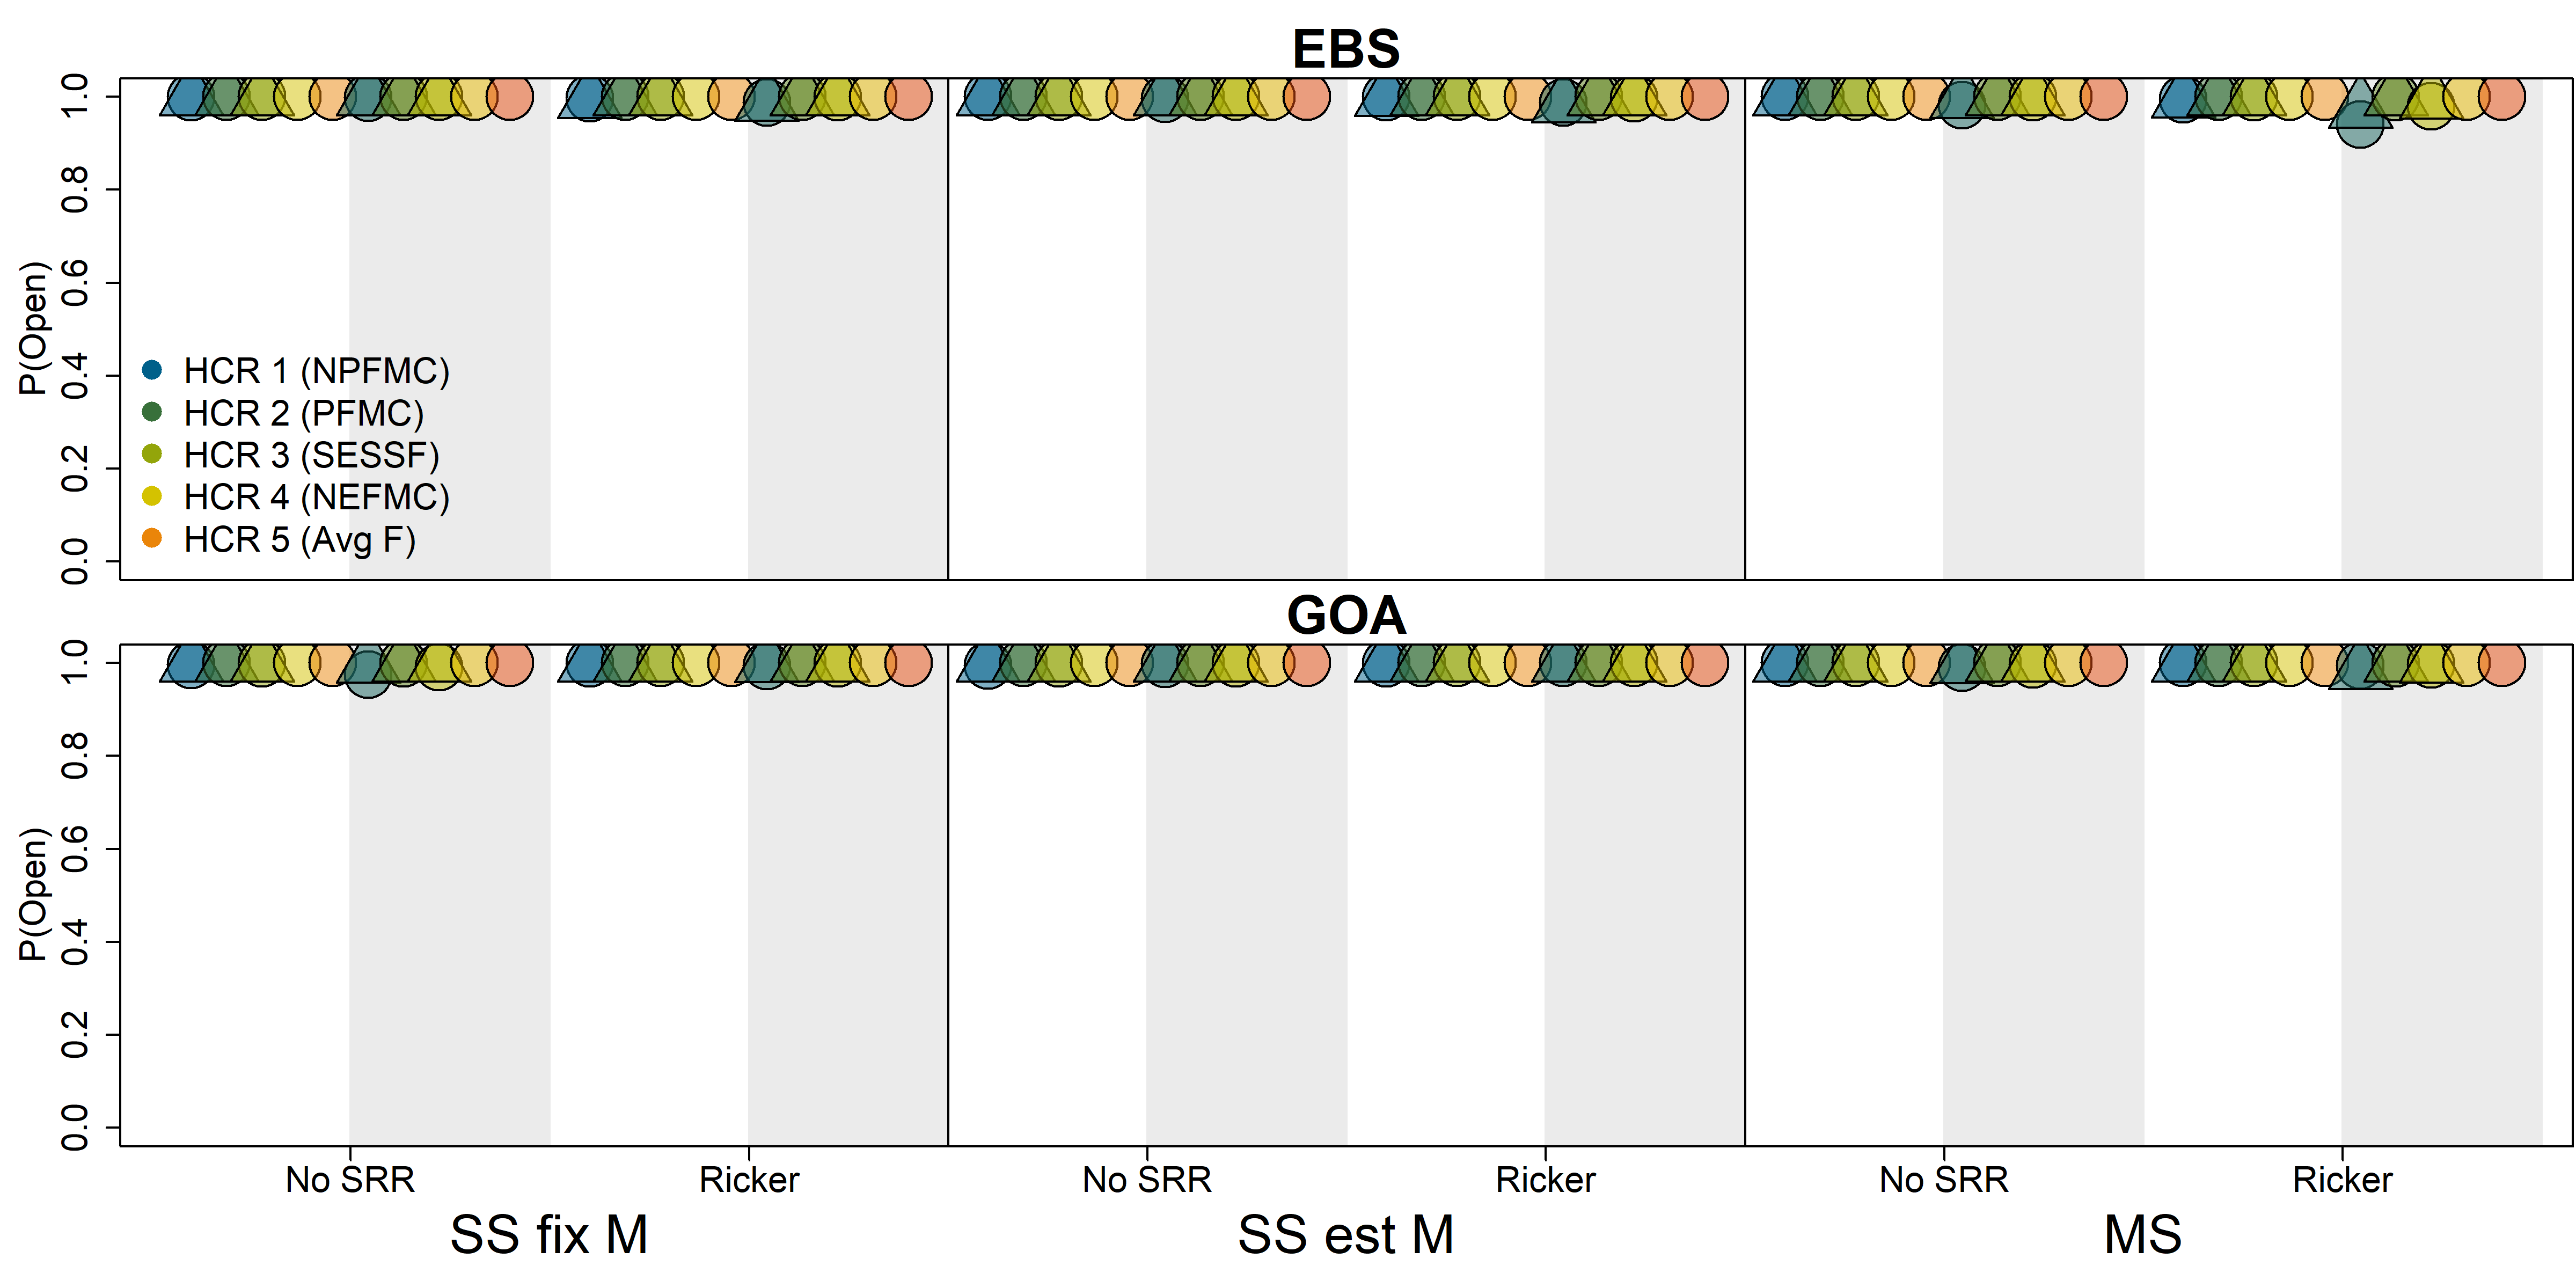 EBS
P(Open)
1.0
0.8
0.6
0.4
0.2
0.0
HCR 1 (NPFMC)
HCR 2 (PFMC)
HCR 3 (SESSF)
HCR 4 (NEFMC)
HCR 5 (Avg F)
GOA
P(Open)
1.0
0.8
0.6
0.4
0.2
0.0
No SRR Ricker No SRR Ricker No SRR Ricker
SS fix M SS est M MS